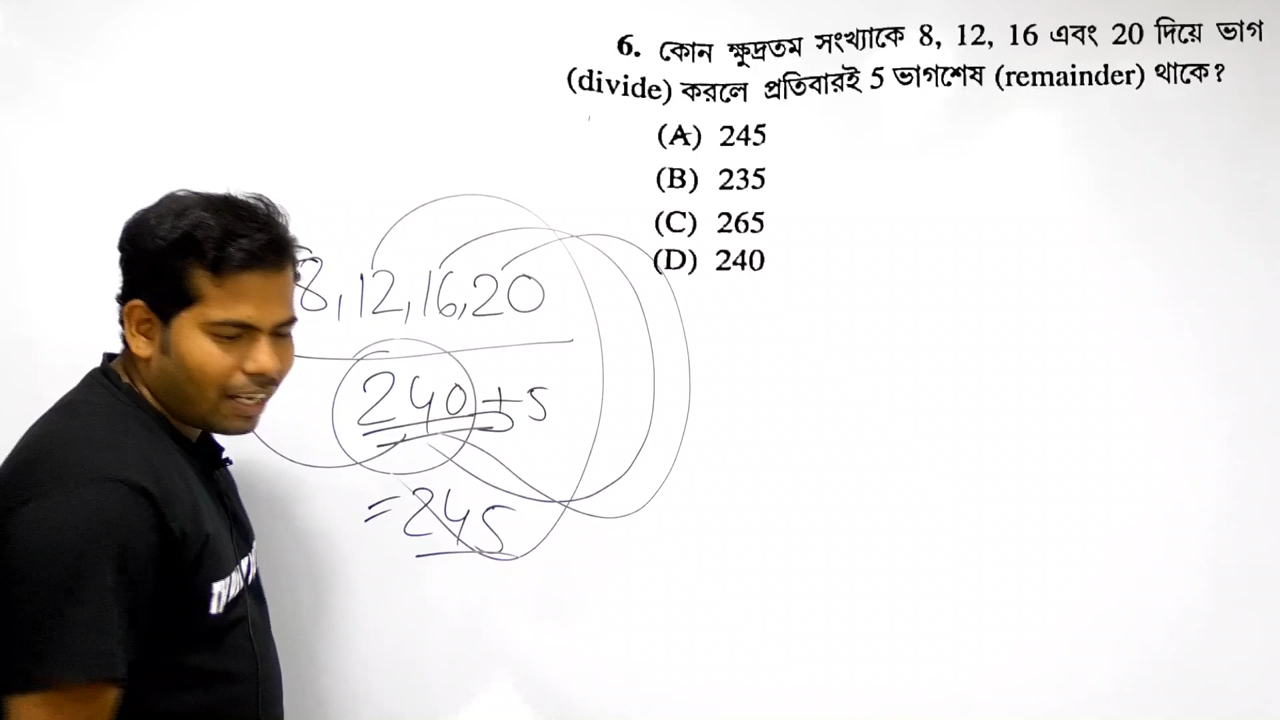 6. কোন ক্ষুদ্রতম সংখ্যাকে 8, 12, 16 এবং 20 দিয়ে ভাগ
(divide) করলে প্রতিবারই 5 ভাগশেষ (remainder) থাকে?
(A) 245
(B) 235
(C) 265
(D) 240
8, 12, 16, 20
240 + 5
= 245